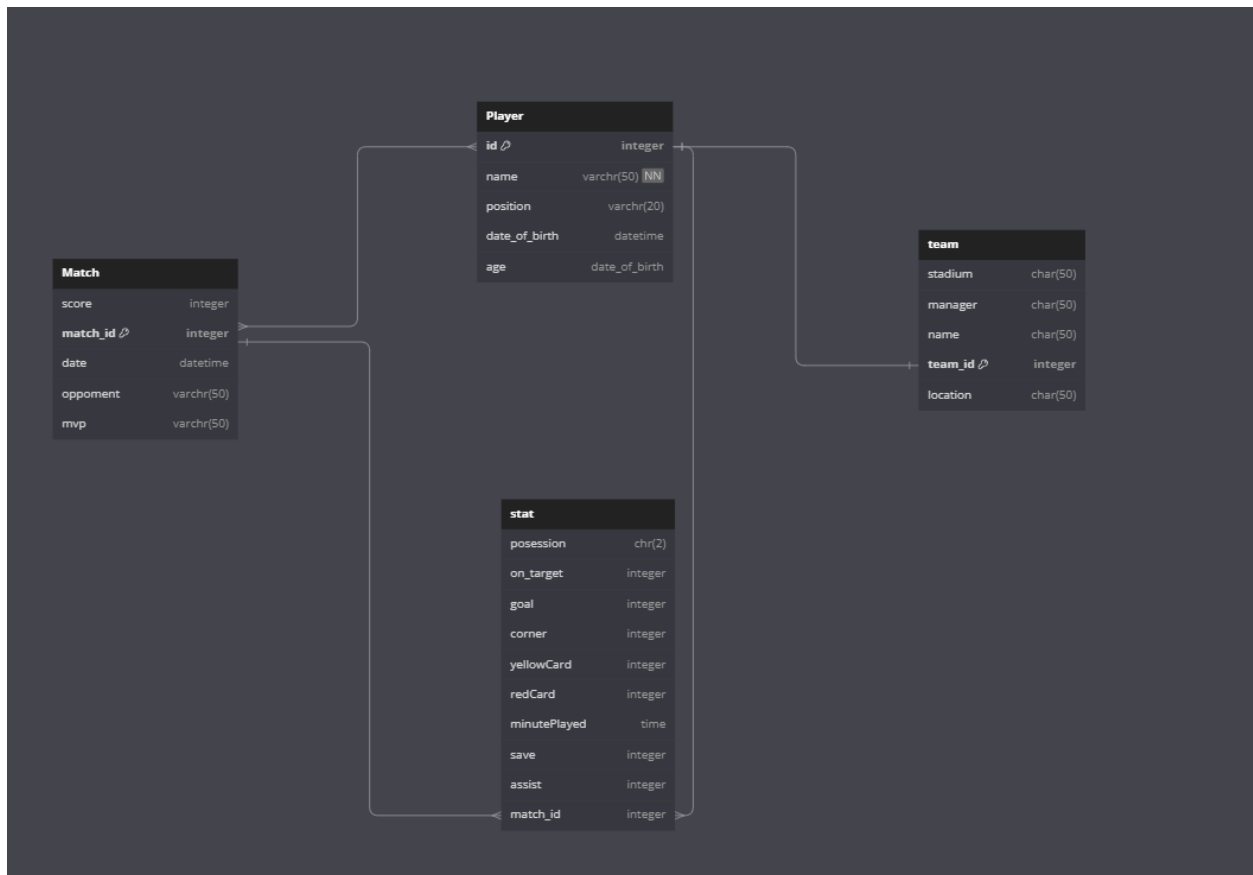 Player
id integer
name varchr(50) NN
position varchr(20)
date_of_birth datetime
age date_of_birth
team
stadium char(50)
manager char(50)
name char(50)
team_id integer
location char(50)
Match
score integer
match_id integer
date datetime
oppoment varchr(50)
mvp varchr(50)
stat
posession chr(2)
on_target integer
goal integer
corner integer
yellowCard integer
redCard integer
minutePlayed time
save integer
assist integer
match_id integer